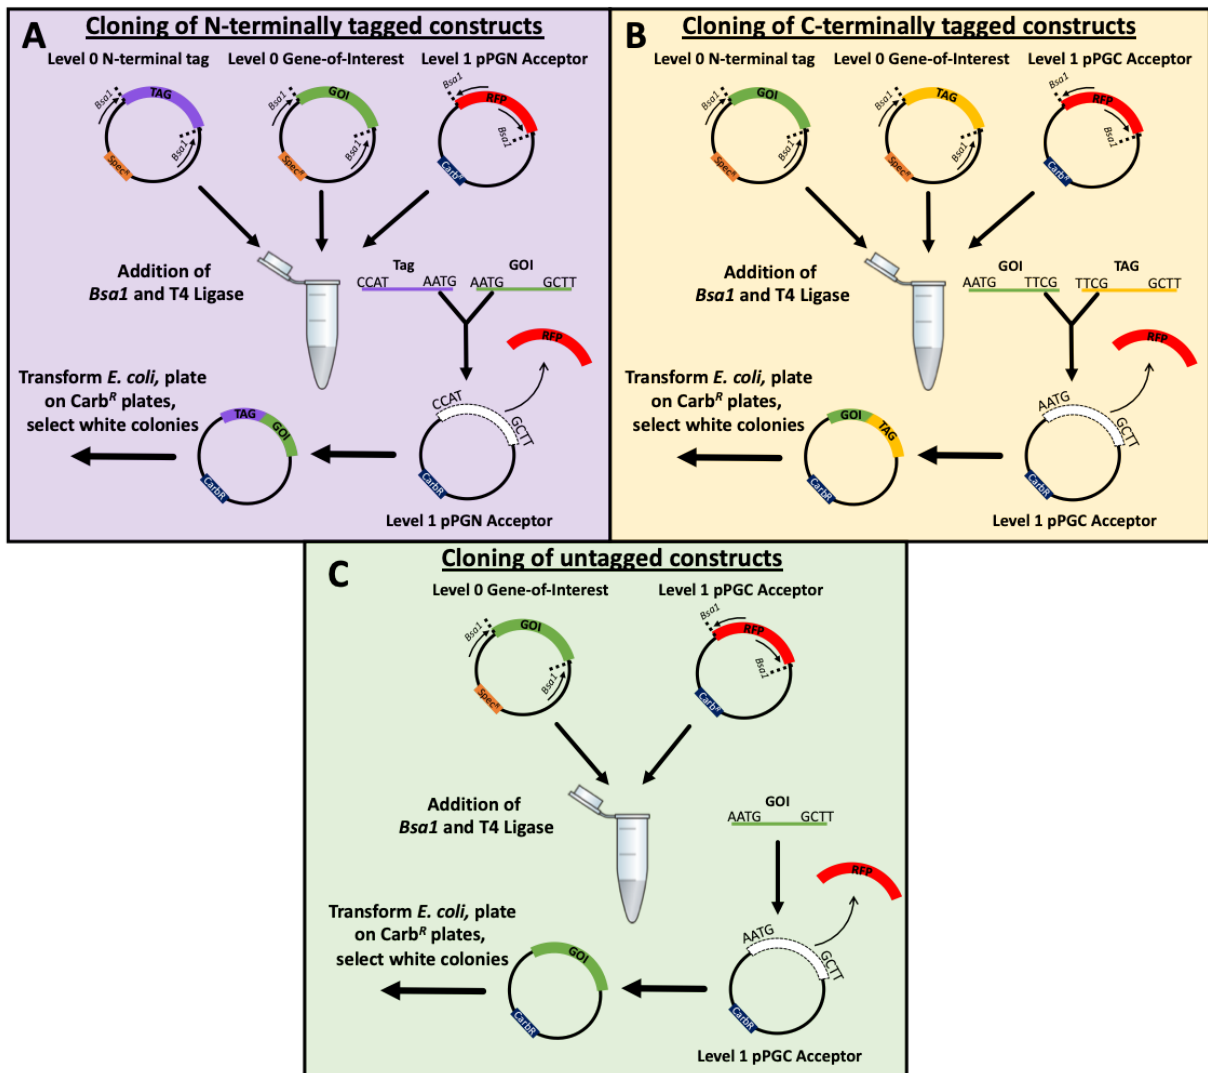 A
Cloning of N-terminally tagged constructs
Level 0 N-terminal tag
Level 0 Gene-of-Interest
Level 1 pPGN Acceptor
Bsa1
TAG
Bsa1
Spec^R
Bsa1
GOI
Bsa1
Spec^R
Bsa1
RFP
Bsa1
Carb^R
Addition of
Bsa1 and T4 Ligase
Tag
CCAT AATG
GOI
AATG GCTT
RFP
Transform E. coli, plate
on Carb^R plates,
select white colonies
TAG
GOI
CarbR
CCAT
GCTT
CarbR
Level 1 pPGN Acceptor
B
Cloning of C-terminally tagged constructs
Level 0 N-terminal tag
Level 0 Gene-of-Interest
Level 1 pPGC Acceptor
Bsa1
GOI
Bsa1
Spec^R
Bsa1
TAG
Bsa1
Spec^R
Bsa1
RFP
Bsa1
Carb^R
Addition of
Bsa1 and T4 Ligase
GOI
AATG TTCG
TAG
TTCG GCTT
RFP
Transform E. coli, plate
on Carb^R plates,
select white colonies
GOI
TAG
CarbR
AATG
GCTT
CarbR
Level 1 pPGC Acceptor
C
Cloning of untagged constructs
Level 0 Gene-of-Interest
Level 1 pPGC Acceptor
Bsa1
GOI
Bsa1
Spec^R
Bsa1
RFP
Bsa1
Carb^R
Addition of
Bsa1 and T4 Ligase
GOI
AATG GCTT
RFP
Transform E. coli, plate
on Carb^R plates,
select white colonies
GOI
CarbR
AATG
GCTT
CarbR
Level 1 pPGC Acceptor